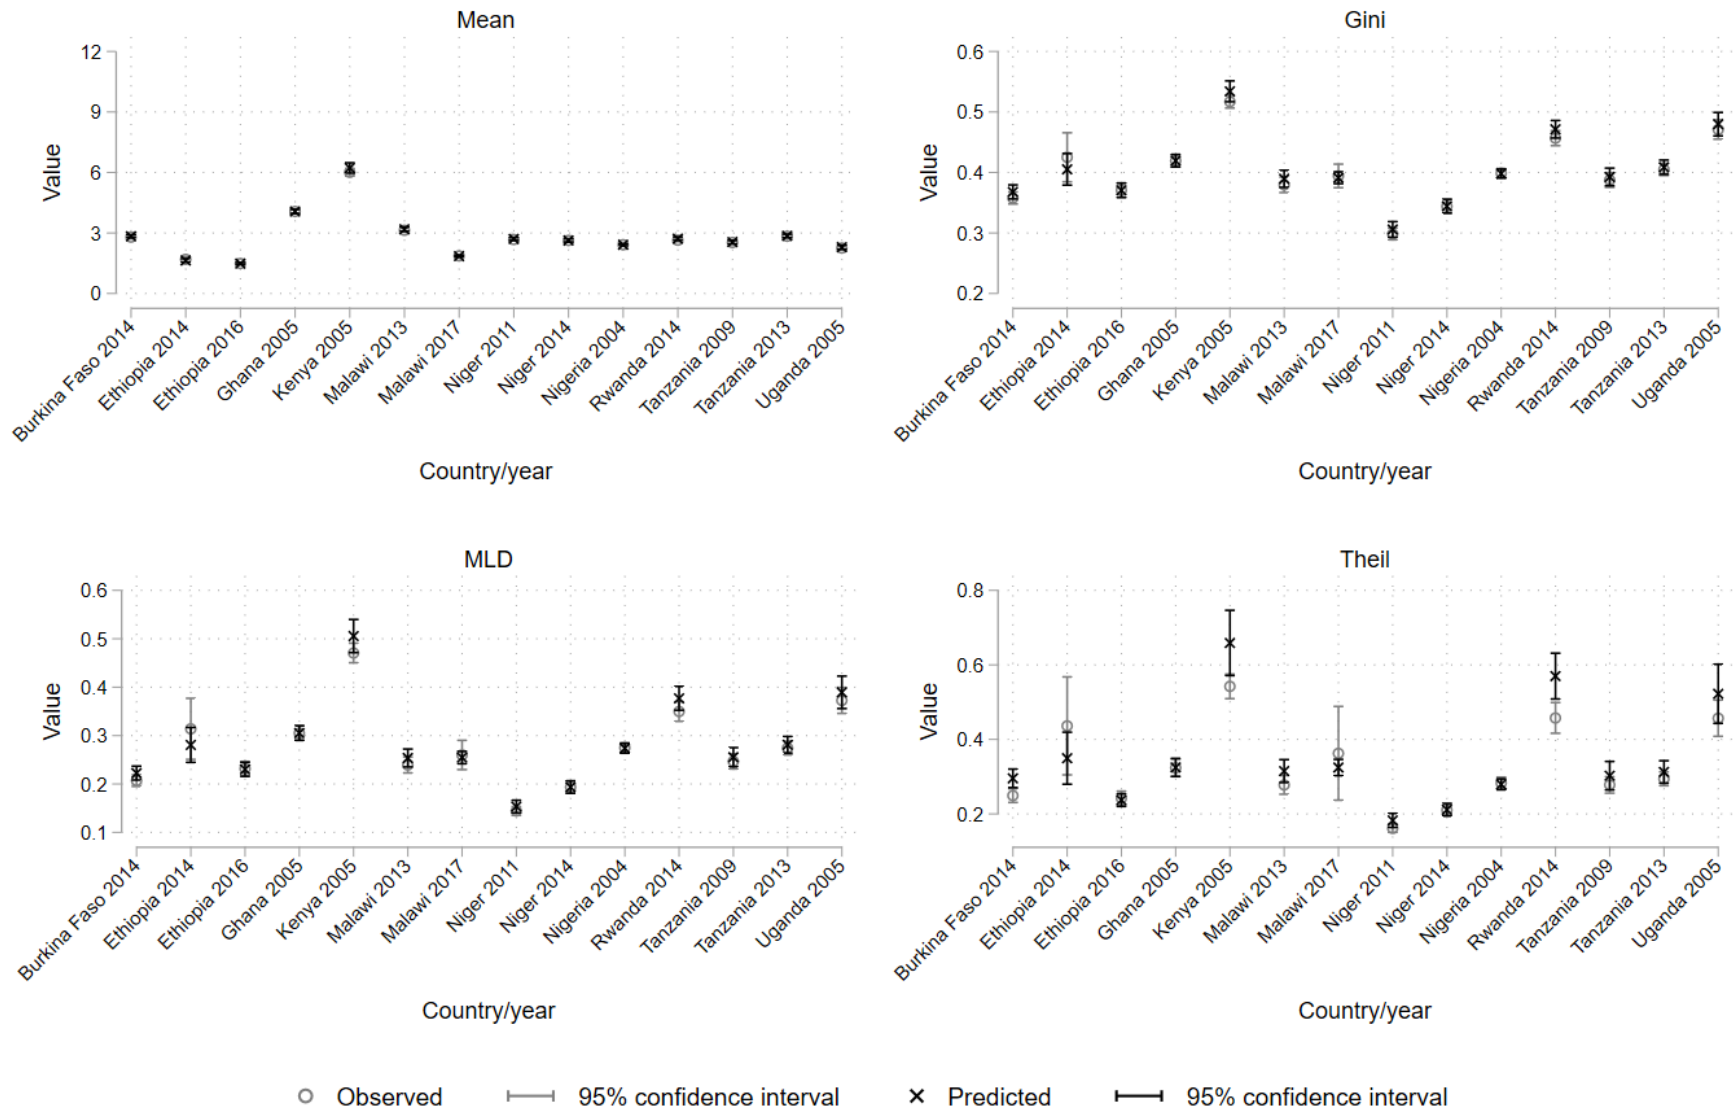 Mean
Value
12
9
6
3
0
Burkina Faso 2014
Ethiopia 2014
Ethiopia 2016
Ghana 2005
Kenya 2005
Malawi 2013
Malawi 2017
Niger 2011
Niger 2014
Nigeria 2004
Rwanda 2014
Tanzania 2009
Tanzania 2013
Uganda 2005
Country/year
Gini
Value
0.6
0.5
0.4
0.3
0.2
Burkina Faso 2014
Ethiopia 2014
Ethiopia 2016
Ghana 2005
Kenya 2005
Malawi 2013
Malawi 2017
Niger 2011
Niger 2014
Nigeria 2004
Rwanda 2014
Tanzania 2009
Tanzania 2013
Uganda 2005
Country/year
MLD
Value
0.6
0.5
0.4
0.3
0.2
0.1
Burkina Faso 2014
Ethiopia 2014
Ethiopia 2016
Ghana 2005
Kenya 2005
Malawi 2013
Malawi 2017
Niger 2011
Niger 2014
Nigeria 2004
Rwanda 2014
Tanzania 2009
Tanzania 2013
Uganda 2005
Country/year
Theil
Value
0.8
0.6
0.4
0.2
Burkina Faso 2014
Ethiopia 2014
Ethiopia 2016
Ghana 2005
Kenya 2005
Malawi 2013
Malawi 2017
Niger 2011
Niger 2014
Nigeria 2004
Rwanda 2014
Tanzania 2009
Tanzania 2013
Uganda 2005
Country/year
Observed 95% confidence interval Predicted 95% confidence interval